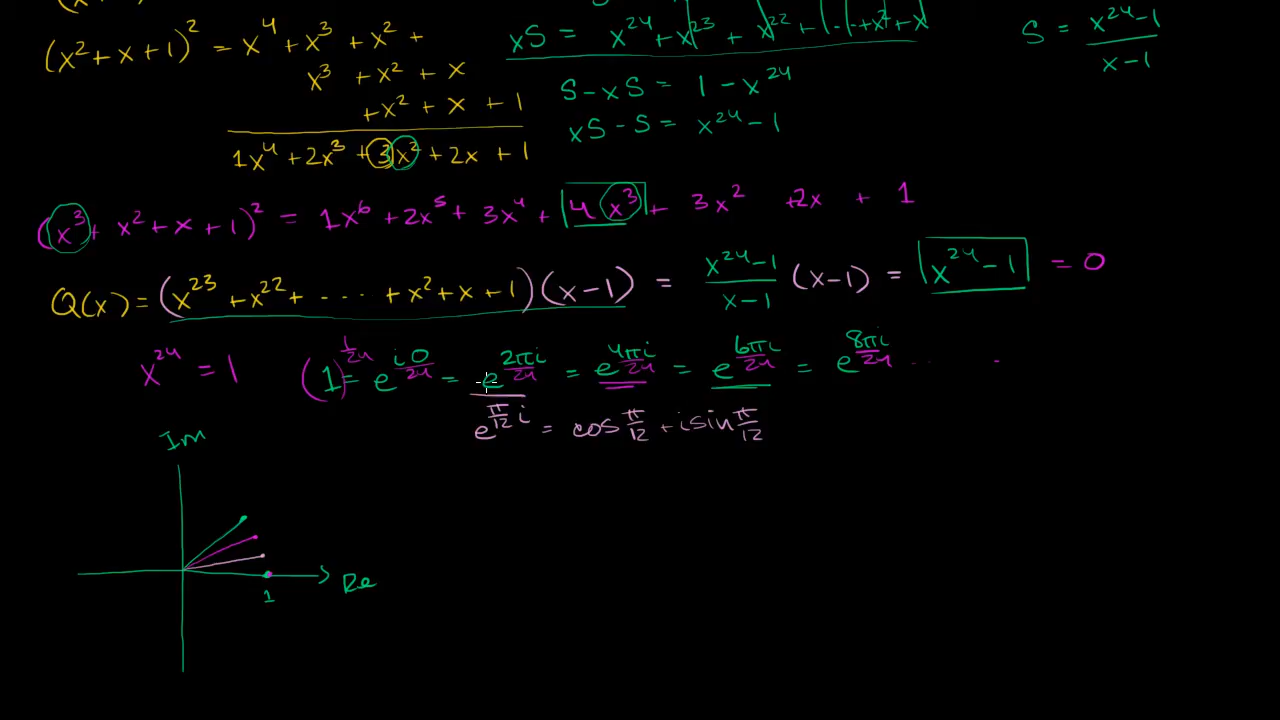 (x² + x + 1)² = x⁴ + x³ + x² +
x³ + x² + x
+ x² + x + 1
1x⁴ + 2x³ + 3x² + 2x + 1
xS = x²⁴ + x²³ + x²² + ... + x² + x
S - xS = 1 - x²⁴
xS - S = x²⁴ - 1
S = (x²⁴ - 1)/(x - 1)
(x³ + x² + x + 1)² = 1x⁶ + 2x⁵ + 3x⁴ + 4x³ + 3x² + 2x + 1
Q(x) = (x²³ + x²² + ..... + x² + x + 1)(x - 1) = (x²⁴ - 1)/(x - 1) (x - 1) = x²⁴ - 1 = 0
x²⁴ = 1
(1)^(1/24) = e^(i0/24) = e^(2πi/24) = e^(4πi/24) = e^(6πi/24) = e^(8πi/24) ...
e^(π/12 i) = cos π/12 + i sin π/12
Im
Re
1